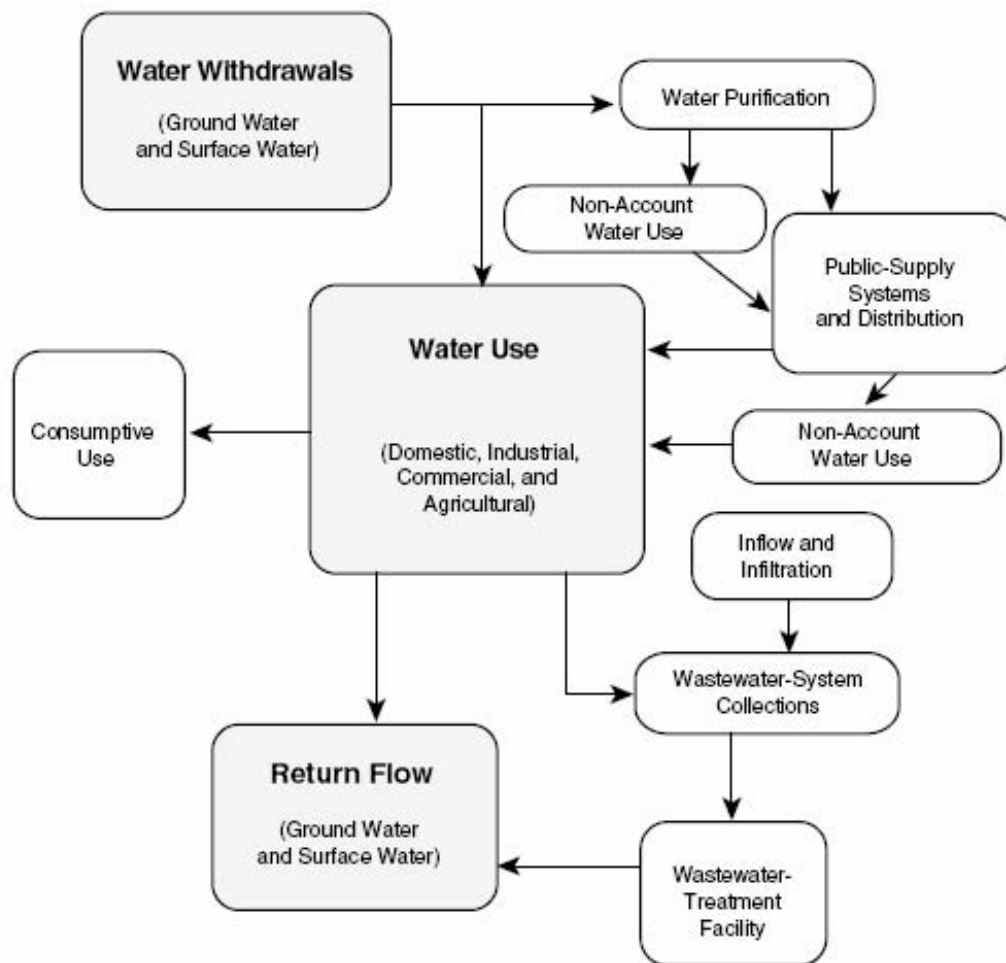 Water Withdrawals
(Ground Water
and Surface Water)
Water Purification
Non-Account
Water Use
Public-Supply
Systems
and Distribution
Water Use
(Domestic, Industrial,
Commercial, and
Agricultural)
Consumptive
Use
Non-Account
Water Use
Inflow and
Infiltration
Wastewater-System
Collections
Return Flow
(Ground Water
and Surface Water)
Wastewater-
Treatment
Facility